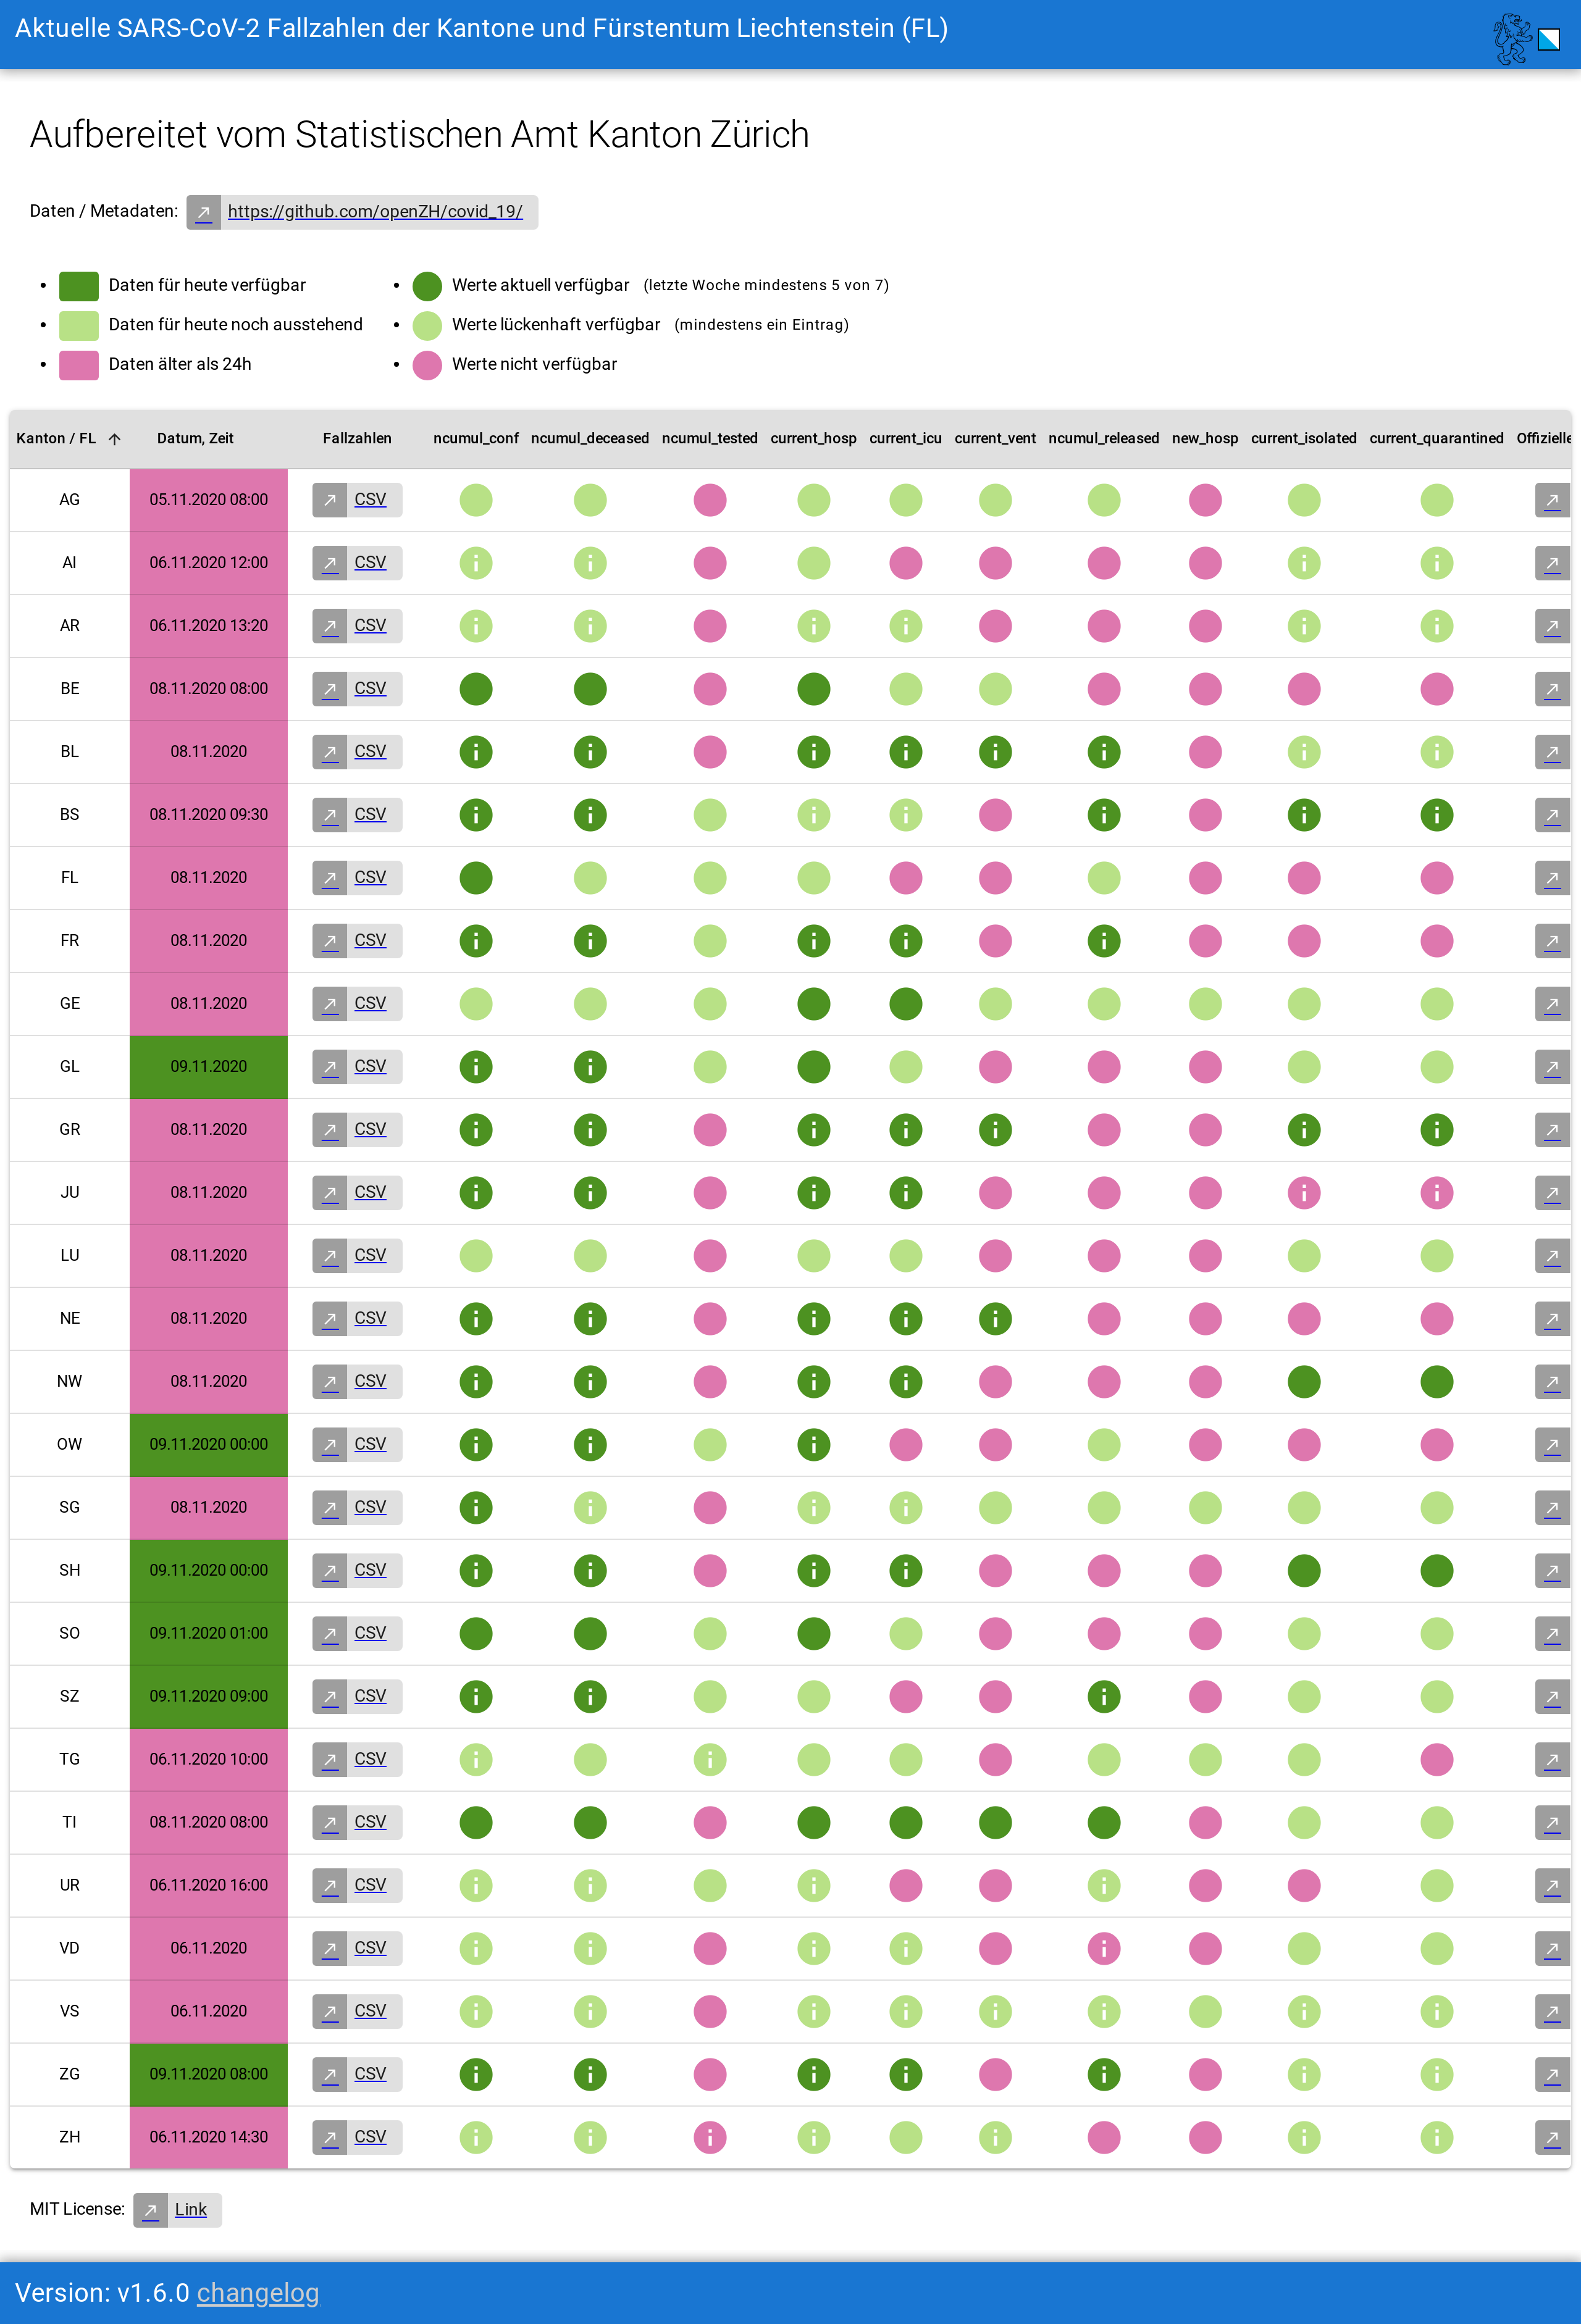 Aktuelle SARS-CoV-2 Fallzahlen der Kantone und Fürstentum Liechtenstein (FL)
Aufbereitet vom Statistischen Amt Kanton Zürich
Daten / Metadaten: https://github.com/openZH/covid_19/
Daten für heute verfügbar
Daten für heute noch ausstehend
Daten älter als 24h
Werte aktuell verfügbar (letzte Woche mindestens 5 von 7)
Werte lückenhaft verfügbar (mindestens ein Eintrag)
Werte nicht verfügbar
Kanton / FL Datum, Zeit Fallzahlen ncumul_conf ncumul_deceased ncumul_tested current_hosp current_icu current_vent ncumul_released new_hosp current_isolated current_quarantined Offizielle
AG 05.11.2020 08:00 CSV
AI 06.11.2020 12:00 CSV
AR 06.11.2020 13:20 CSV
BE 08.11.2020 08:00 CSV
BL 08.11.2020 CSV
BS 08.11.2020 09:30 CSV
FL 08.11.2020 CSV
FR 08.11.2020 CSV
GE 08.11.2020 CSV
GL 09.11.2020 CSV
GR 08.11.2020 CSV
JU 08.11.2020 CSV
LU 08.11.2020 CSV
NE 08.11.2020 CSV
NW 08.11.2020 CSV
OW 09.11.2020 00:00 CSV
SG 08.11.2020 CSV
SH 09.11.2020 00:00 CSV
SO 09.11.2020 01:00 CSV
SZ 09.11.2020 09:00 CSV
TG 06.11.2020 10:00 CSV
TI 08.11.2020 08:00 CSV
UR 06.11.2020 16:00 CSV
VD 06.11.2020 CSV
VS 06.11.2020 CSV
ZG 09.11.2020 08:00 CSV
ZH 06.11.2020 14:30 CSV
MIT License: Link
Version: v1.6.0 changelog